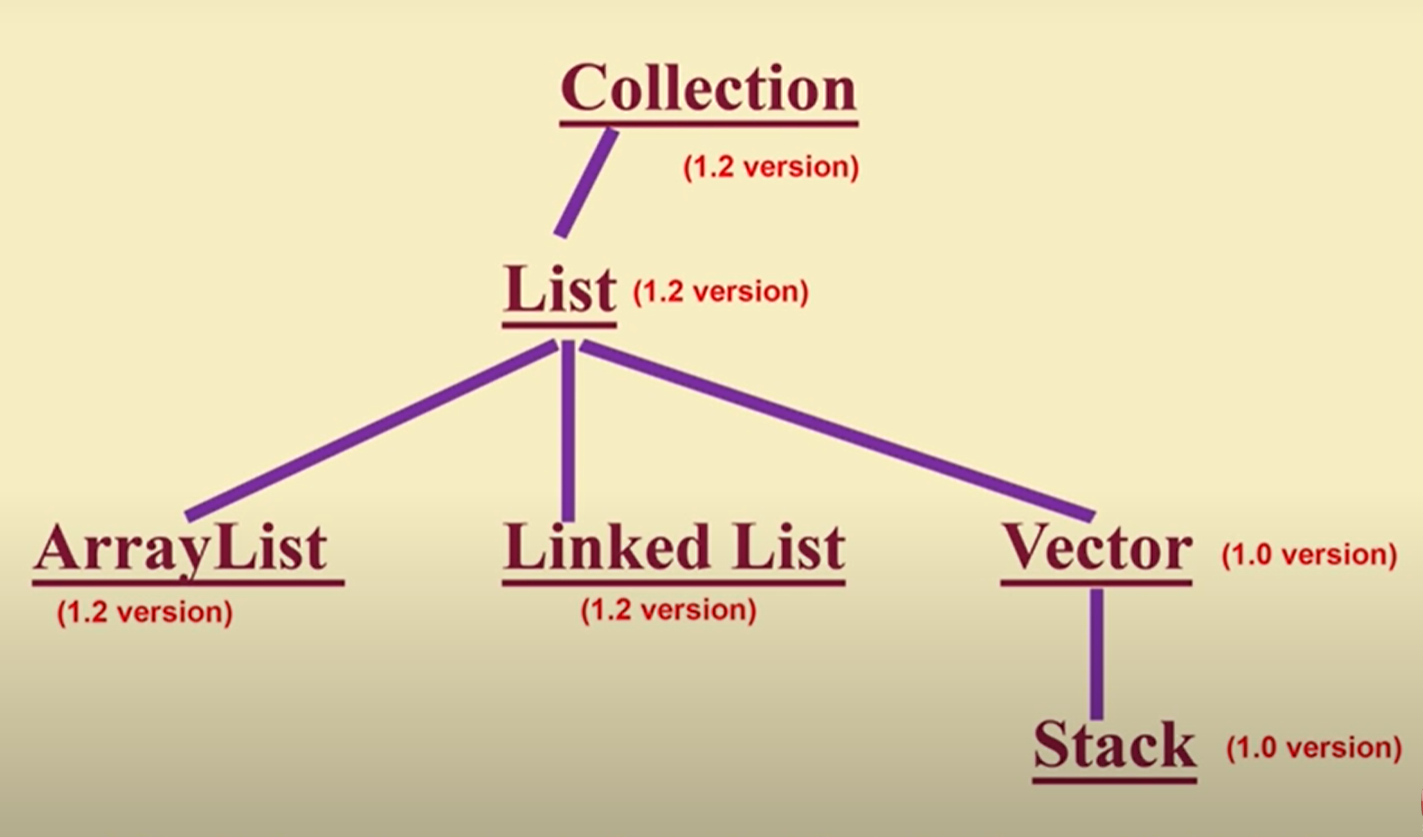 Collection
(1.2 version)
List (1.2 version)
ArrayList
(1.2 version)
Linked List
(1.2 version)
Vector (1.0 version)
Stack (1.0 version)